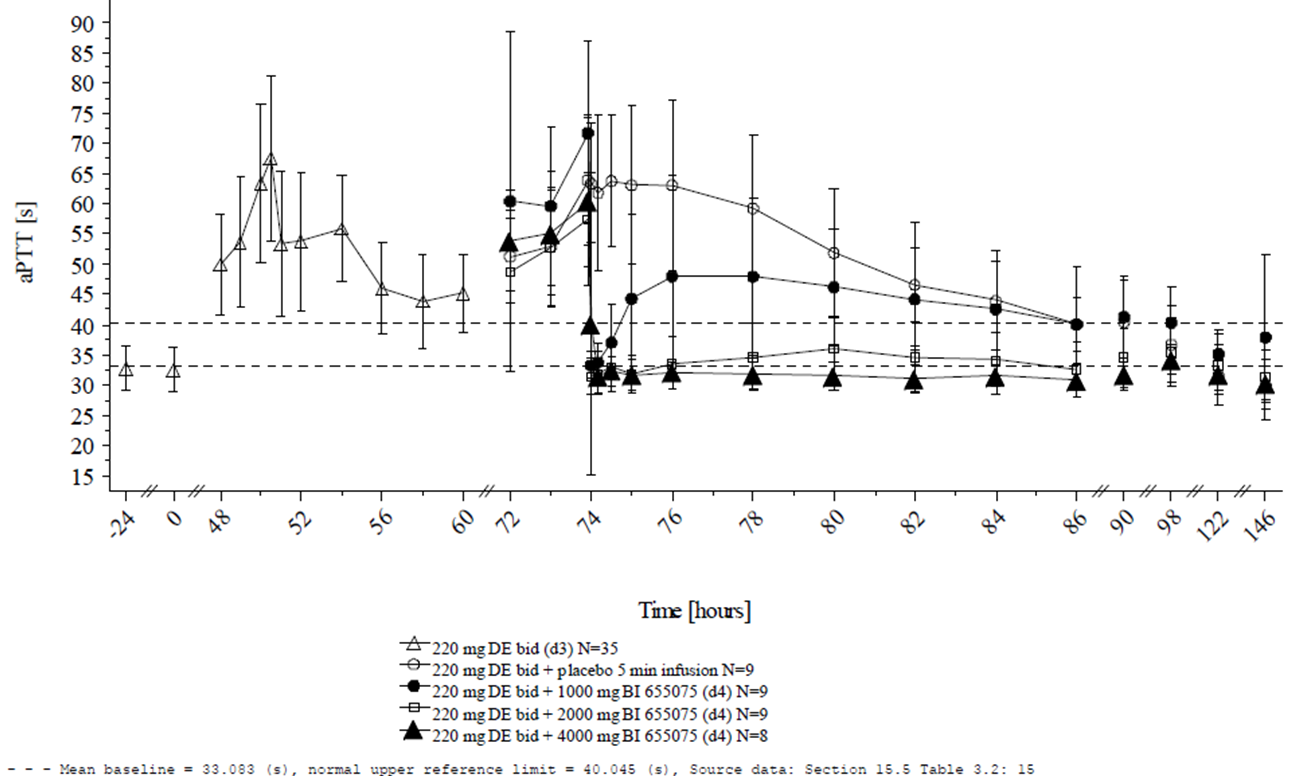 90
85
80
75
70
65
60
55
50
45
40
35
30
25
20
15
aPTT [s]
-24 0 48 52 56 60 72 74 76 78 80 82 84 86 90 98 122 146
Time [hours]
220 mg DE bid (d3) N=35
220 mg DE bid + placebo 5 min infusion N=9
220 mg DE bid + 1000 mg BI 655075 (d4) N=9
220 mg DE bid + 2000 mg BI 655075 (d4) N=9
220 mg DE bid + 4000 mg BI 655075 (d4) N=8
- - - Mean baseline = 33.083 (s), normal upper reference limit = 40.045 (s), Source data: Section 15.5 Table 3.2: 15